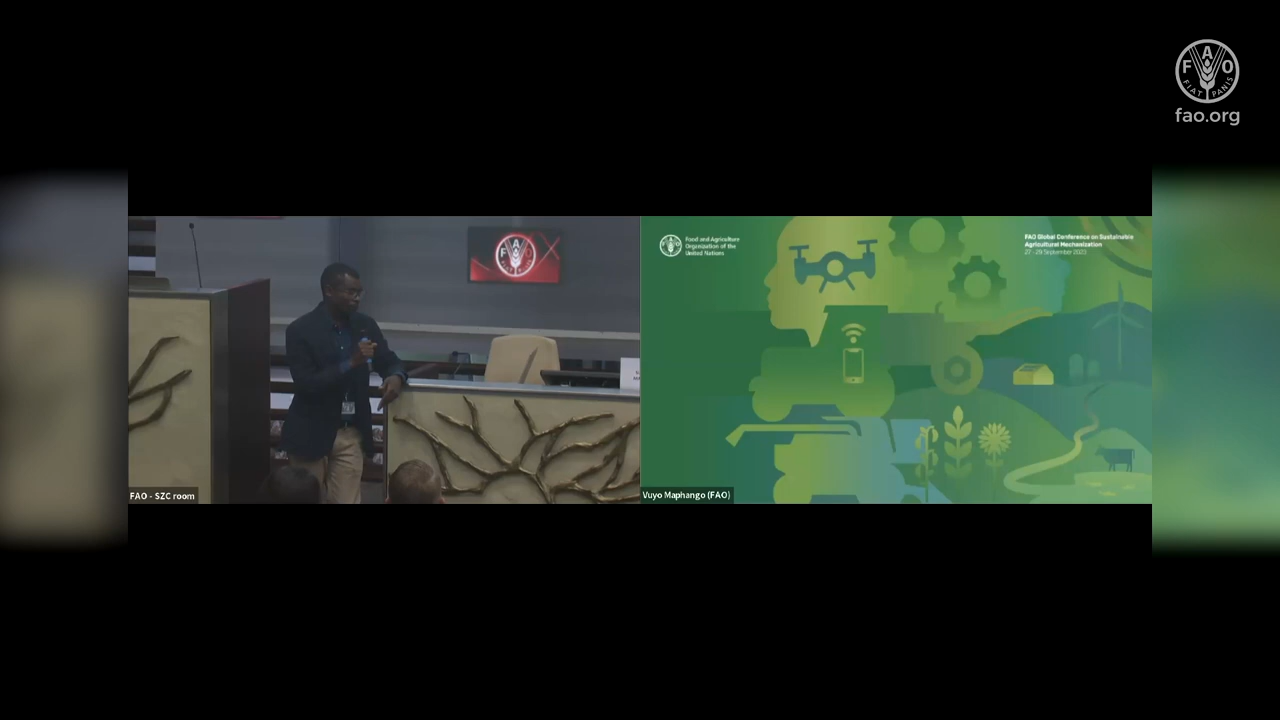 FAO
FIAT PANIS
fao.org
FAO
Food and Agriculture
Organization of the
United Nations
FAO Global Conference on Sustainable
Agricultural Mechanization
27 - 29 September 2023
FAO - SZC room
Vuyo Maphango (FAO)